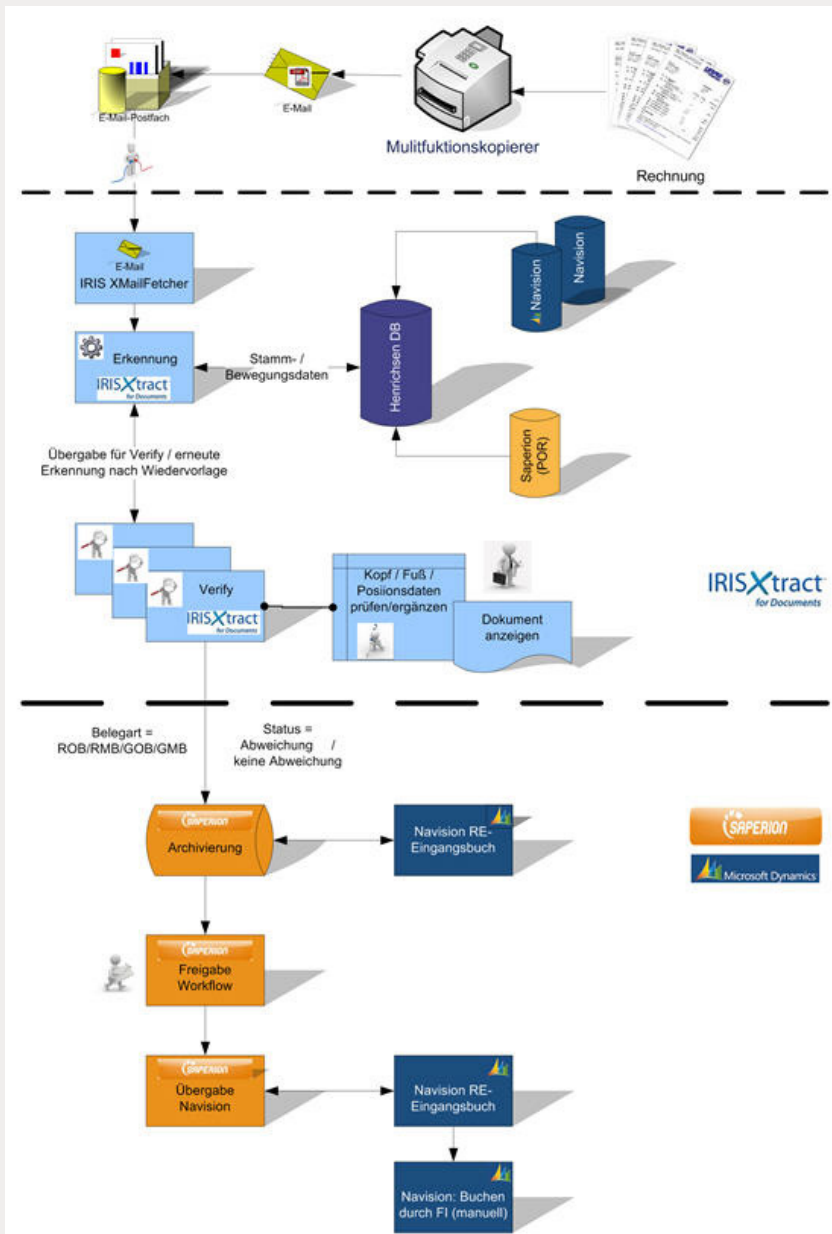 E-Mail-Postfach
E-Mail
Mulitfuktionskopierer
Rechnung
E-Mail
IRIS XMailFetcher
Erkennung
IRISXtract
for Documents
Stamm- /
Bewegungsdaten
Henrichsen DB
Navision
Navision
Saperion
(POR)
Übergabe für Verify / erneute
Erkennung nach Wiedervorlage
Verify
IRISXtract
for Documents
Kopf / Fuß /
Posiionsdaten
prüfen/ergänzen
Dokument
anzeigen
IRISXtract
for Documents
Belegart =
ROB/RMB/GOB/GMB
Status =
Abweichung /
keine Abweichung
SAPERION
Archivierung
Navision RE-
Eingangsbuch
SAPERION
Microsoft Dynamics
SAPERION
Freigabe
Workflow
SAPERION
Übergabe
Navision
Navision RE-
Eingangsbuch
Navision: Buchen
durch FI (manuell)